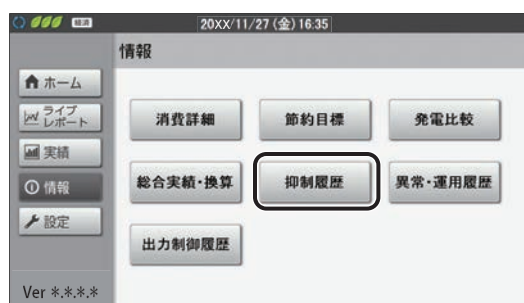 経済
20XX/11/27 (金) 16:35
情報
ホーム
ライブ
レポート
実績
情報
設定
消費詳細
節約目標
発電比較
総合実績・換算
抑制履歴
異常・運用履歴
出力制御履歴
Ver *.*.*.*